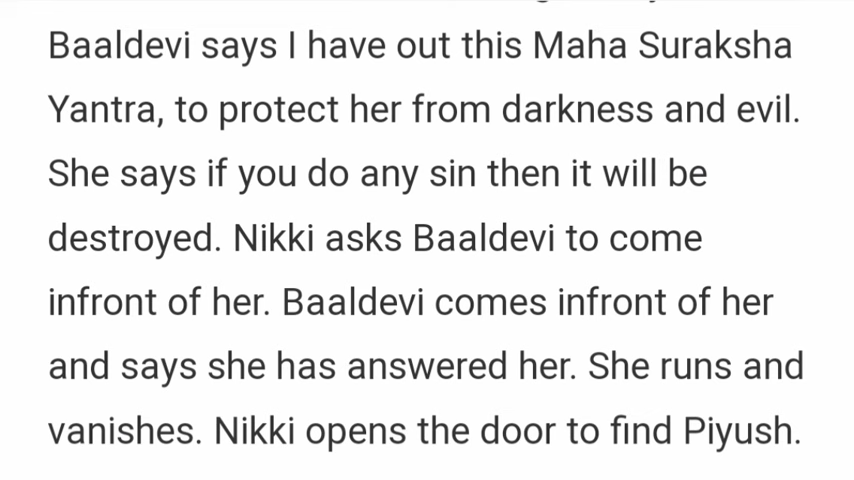 Baaldevi says I have out this Maha Suraksha
Yantra, to protect her from darkness and evil.
She says if you do any sin then it will be
destroyed. Nikki asks Baaldevi to come
infront of her. Baaldevi comes infront of her
and says she has answered her. She runs and
vanishes. Nikki opens the door to find Piyush.